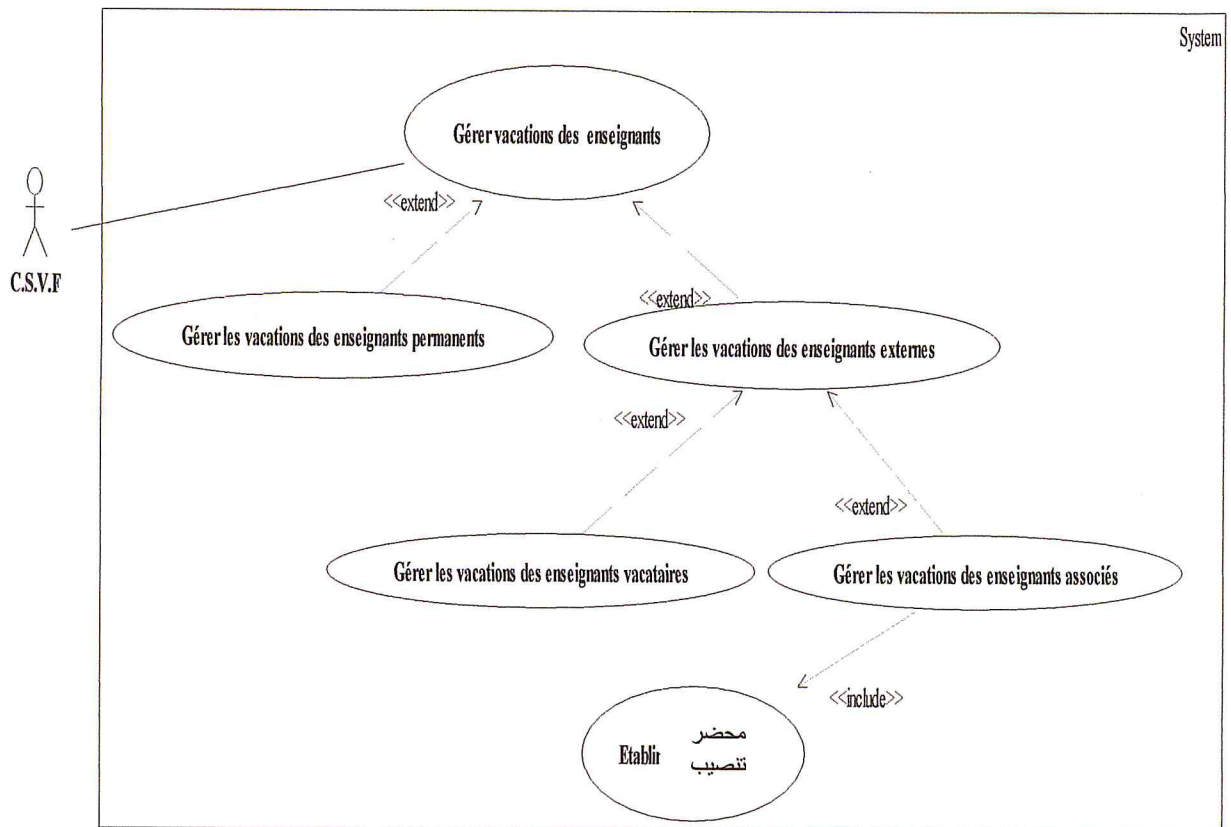 System
Gérer vacations des enseignants
<<extend>>
C.S.V.F
<<extend>>
Gérer les vacations des enseignants permanents
Gérer les vacations des enseignants externes
<<extend>>
<<extend>>
Gérer les vacations des enseignants vacataires
Gérer les vacations des enseignants associés
<<include>>
Etablir محضر
تنصيب